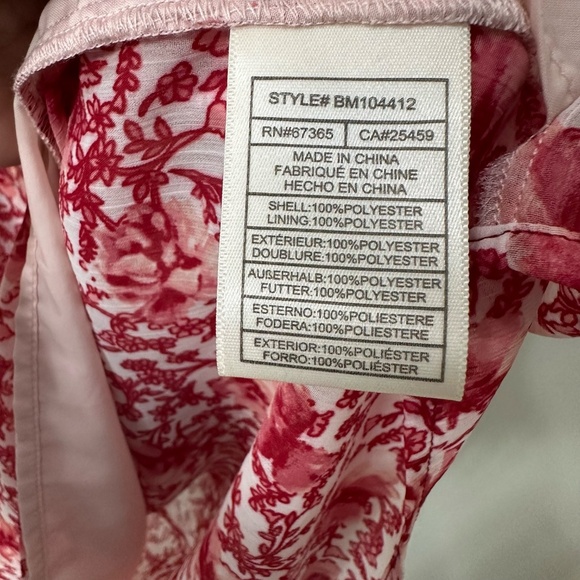 STYLE# BM104412
RN#67365 CA#25459
MADE IN CHINA
FABRIQUÉ EN CHINE
HECHO EN CHINA
SHELL:100%POLYESTER
LINING:100%POLYESTER
EXTÉRIEUR:100%POLYESTER
DOUBLURE:100%POLYESTER
AUßERHALB:100%POLYESTER
FUTTER:100%POLYESTER
ESTERNO:100%POLIESTERE
FODERA:100%POLIESTERE
EXTERIOR:100%POLIÉSTER
FORRO:100%POLIÉSTER